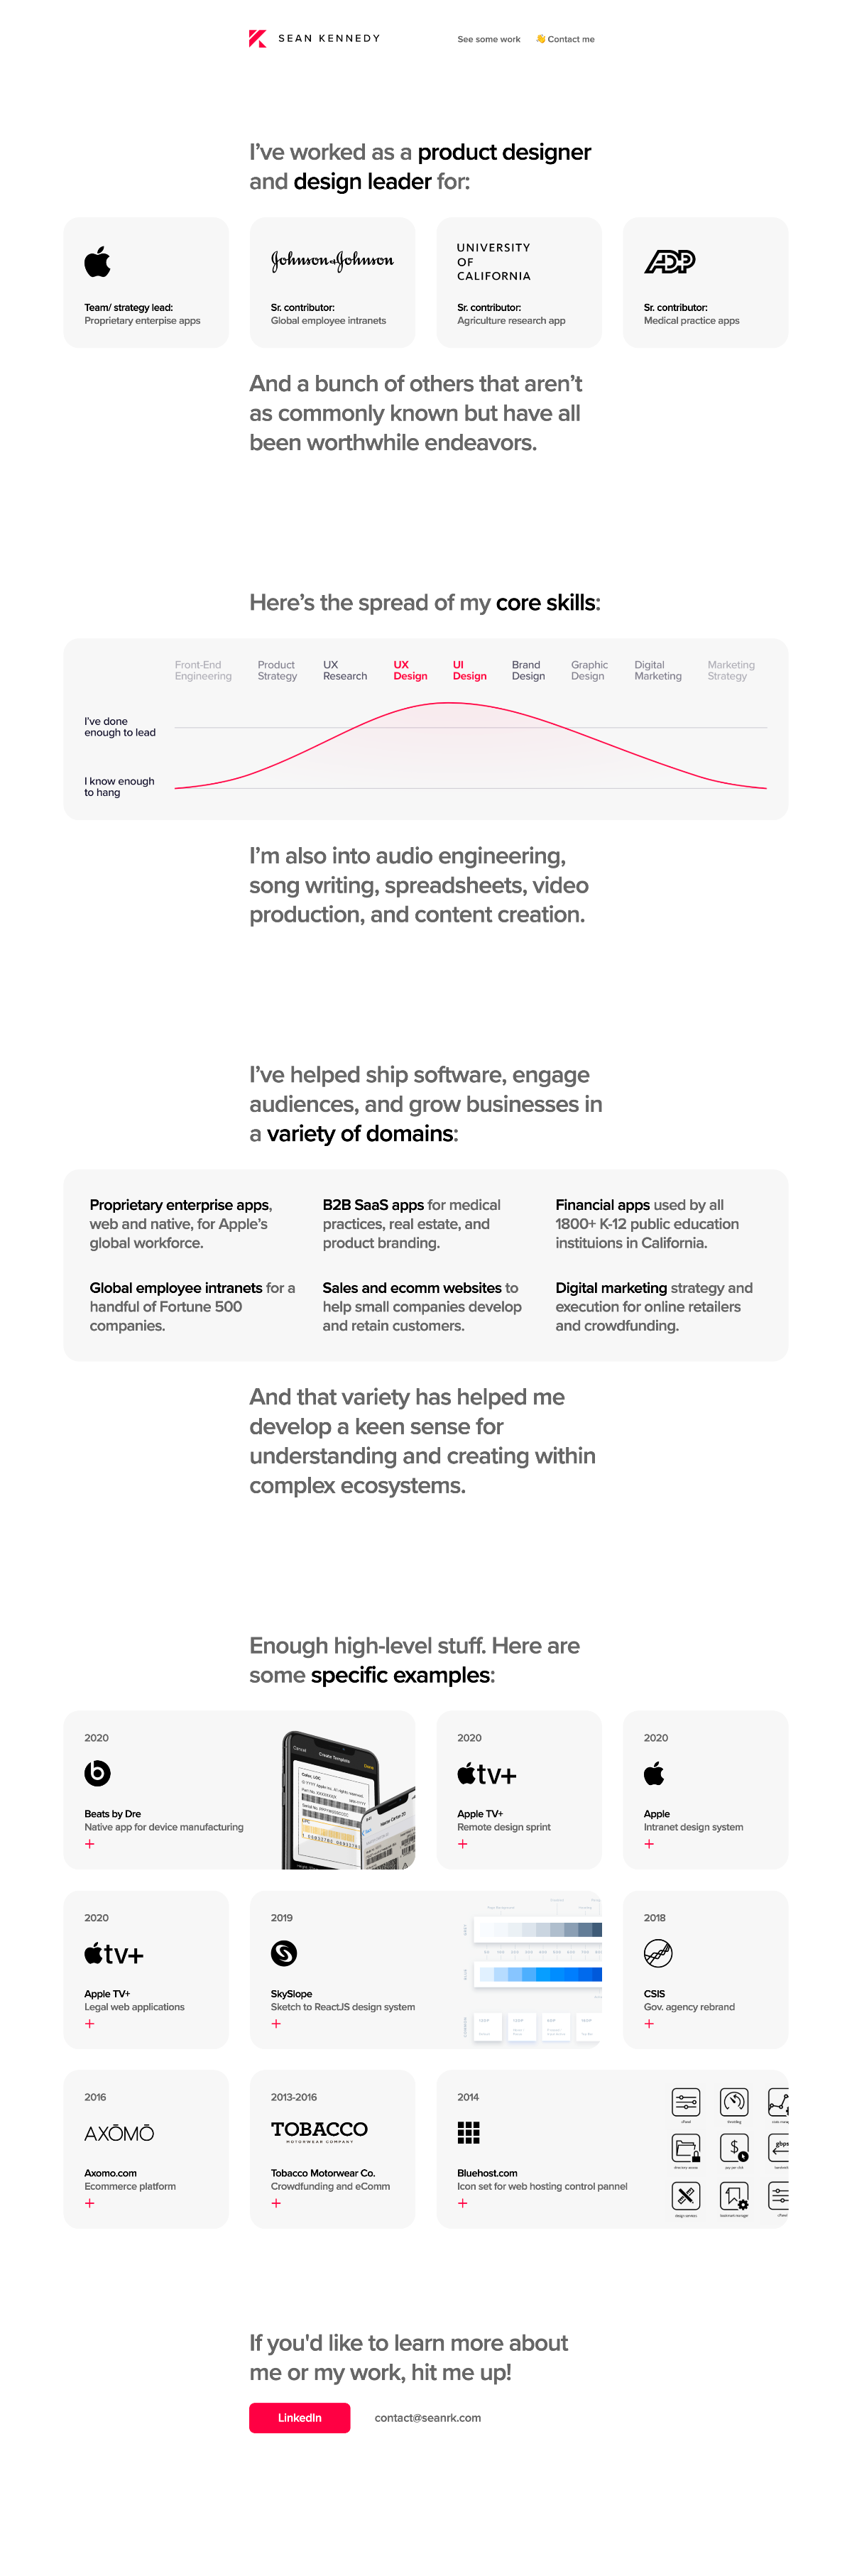 SEAN KENNEDY
See some work
👋 Contact me
I’ve worked as a product designer
and design leader for:
Team/ strategy lead:
Proprietary enterpise apps
Johnson & Johnson
Sr. contributor:
Global employee intranets
UNIVERSITY
OF
CALIFORNIA
Sr. contributor:
Agriculture research app
ADP
Sr. contributor:
Medical practice apps
And a bunch of others that aren’t
as commonly known but have all
been worthwhile endeavors.
Here’s the spread of my core skills:
Front-End
Engineering
Product
Strategy
UX
Research
UX
Design
UI
Design
Brand
Design
Graphic
Design
Digital
Marketing
Marketing
Strategy
I’ve done
enough to lead
I know enough
to hang
I’m also into audio engineering,
song writing, spreadsheets, video
production, and content creation.
I’ve helped ship software, engage
audiences, and grow businesses in
a variety of domains:
Proprietary enterprise apps,
web and native, for Apple’s
global workforce.
B2B SaaS apps for medical
practices, real estate, and
product branding.
Financial apps used by all
1800+ K-12 public education
instituions in California.
Global employee intranets for a
handful of Fortune 500
companies.
Sales and ecomm websites to
help small companies develop
and retain customers.
Digital marketing strategy and
execution for online retailers
and crowdfunding.
And that variety has helped me
develop a keen sense for
understanding and creating within
complex ecosystems.
Enough high-level stuff. Here are
some specific examples:
2020
Beats by Dre
Native app for device manufacturing
+
Cancel
Create Template
Color, LOC
2020
tv+
Apple TV+
Remote design sprint
+
2020
Apple
Intranet design system
+
2020
tv+
Apple TV+
Legal web applications
+
2019
SkySlope
Sketch to ReactJS design system
+
2018
CSIS
Gov. agency rebrand
+
2016
AXŌMŌ
Axomo.com
Ecommerce platform
+
2013-2016
TOBACCO
MOTORWEAR COMPANY
Tobacco Motorwear Co.
Crowdfunding and eComm
+
2014
Bluehost.com
Icon set for web hosting control pannel
+
gbps
If you'd like to learn more about
me or my work, hit me up!
LinkedIn
contact@seanrk.com